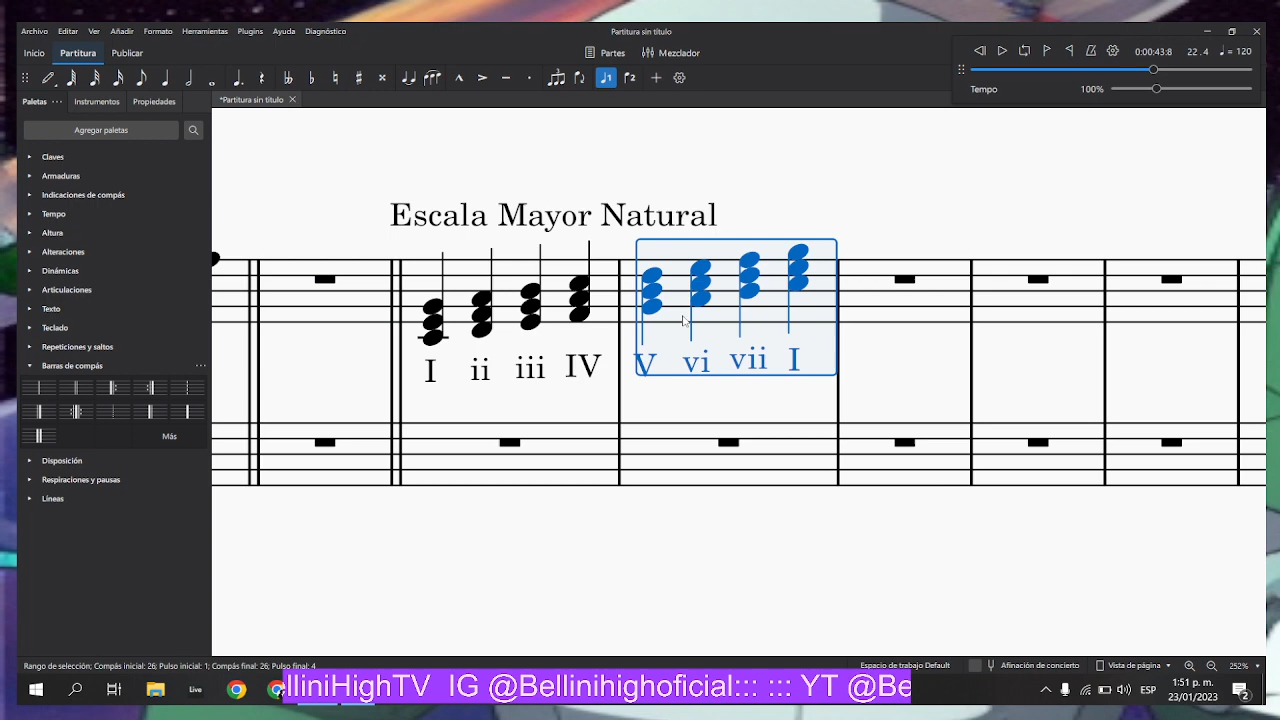 Archivo Editar Ver Añadir Formato Herramientas Plugins Ayuda Diagnóstico
Partitura sin título
Inicio Partitura Publicar
Partes Mezclador
0:00:43:8 22 .4 = 120
Tempo 100%
1 2
Paletas Instrumentos Propiedades
*Partitura sin título
Agregar paletas
Claves
Armaduras
Indicaciones de compás
Tempo
Altura
Alteraciones
Dinámicas
Articulaciones
Texto
Teclado
Repeticiones y saltos
Barras de compás
Más
Disposición
Respiraciones y pausas
Líneas
Escala Mayor Natural
I ii iii IV V vi vii I
Rango de selección; Compás inicial: 26; Pulso inicial: 1; Compás final: 26; Pulso final: 4
Espacio de trabajo Default Afinación de concierto Vista de página 252%
Live
lliniHighTV IG @Bellinihighoficial::: ::: YT @Be
ESP
1:51 p. m.
23/01/2023
2